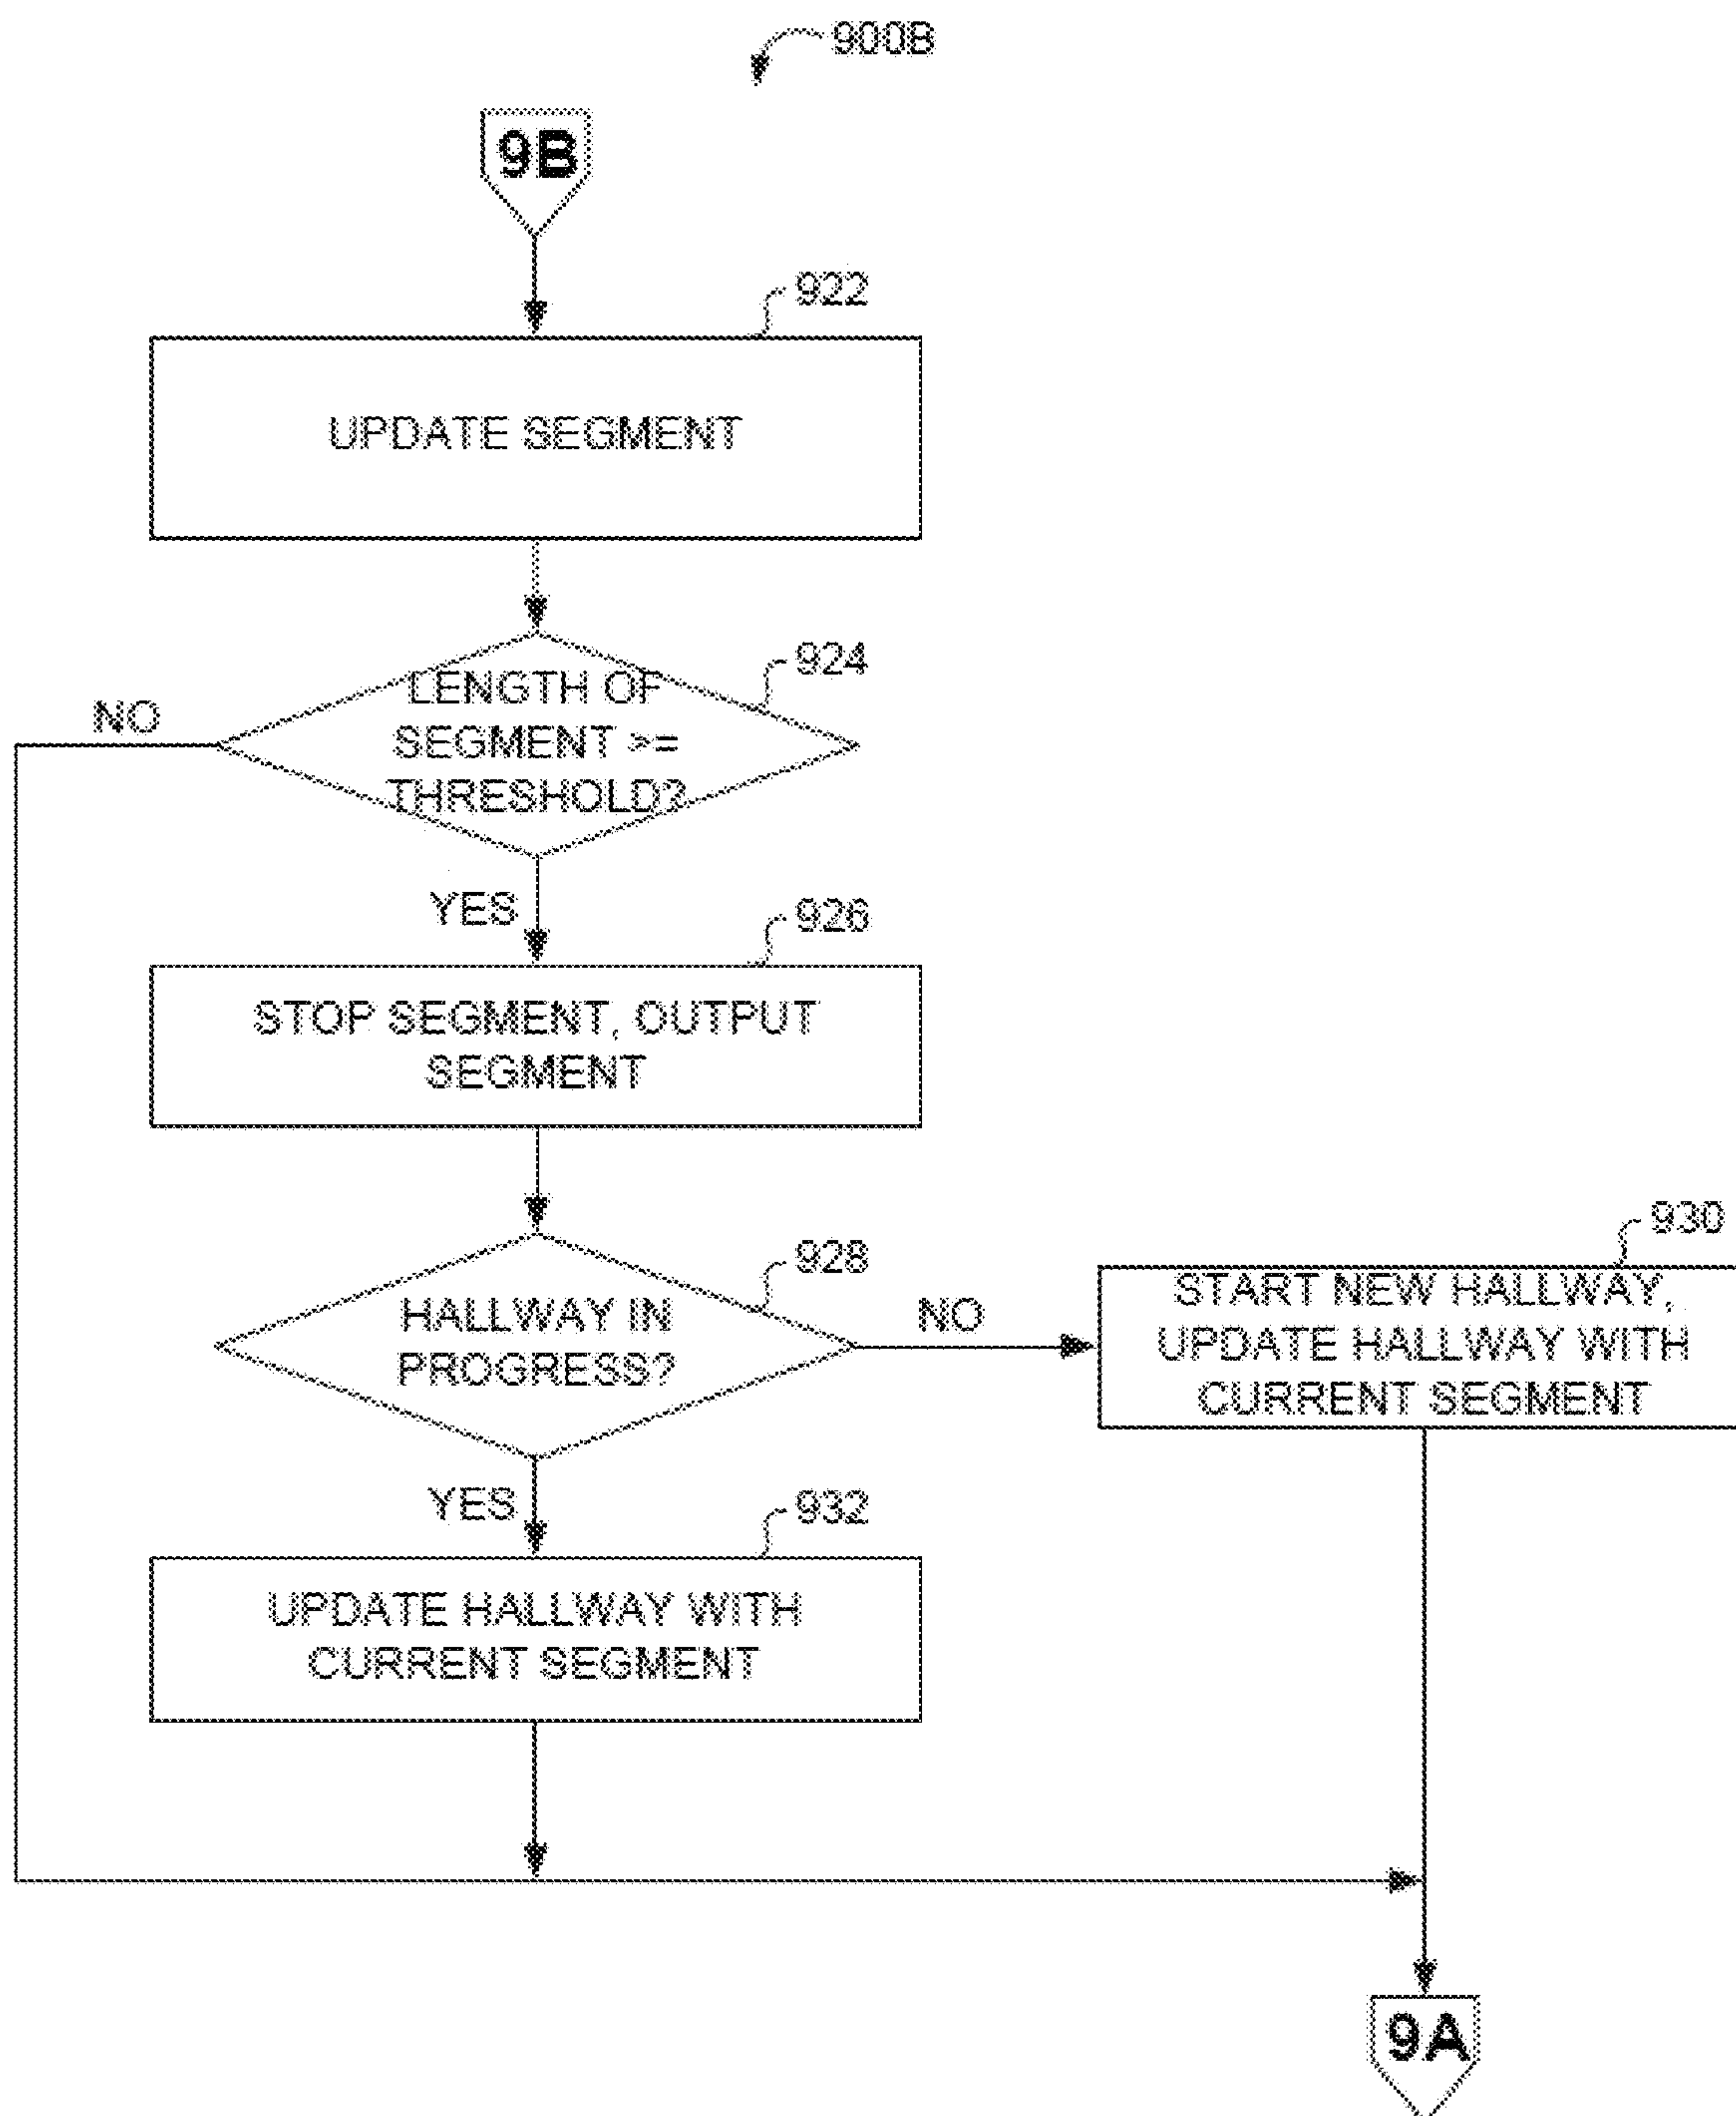 900B
9B
922
UPDATE SEGMENT
924
LENGTH OF
SEGMENT >=
THRESHOLD?
NO
YES
926
STOP SEGMENT, OUTPUT
SEGMENT
928
HALLWAY IN
PROGRESS?
NO
930
START NEW HALLWAY,
UPDATE HALLWAY WITH
CURRENT SEGMENT
YES
932
UPDATE HALLWAY WITH
CURRENT SEGMENT
9A